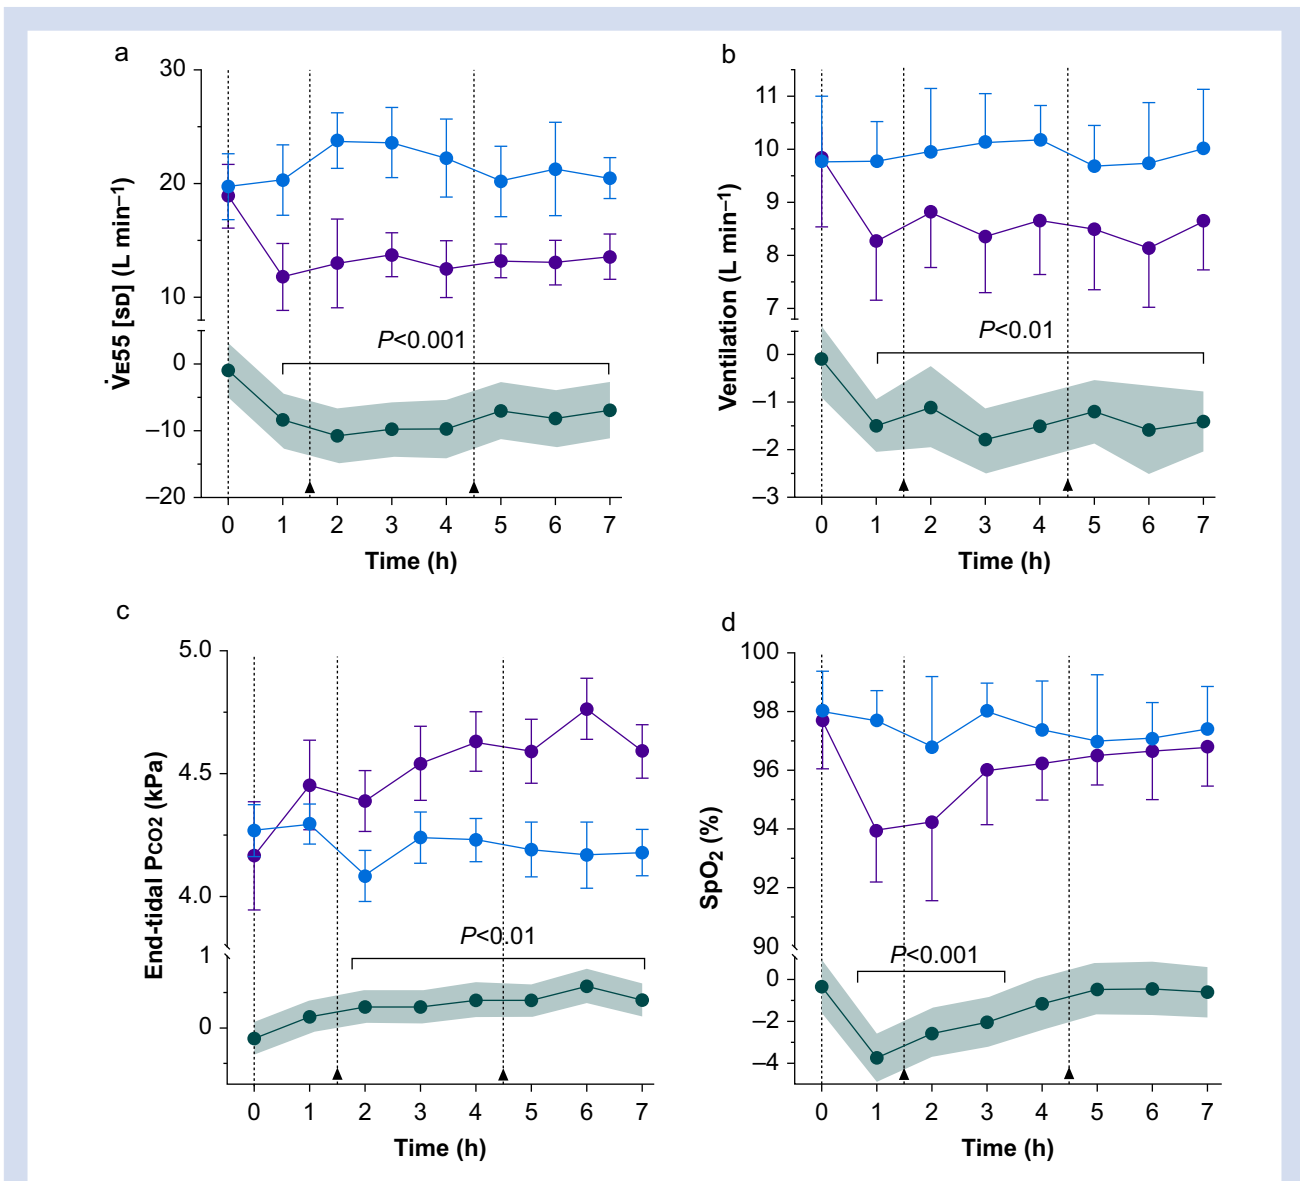 a
V̇E55 [SD] (L min⁻¹)
30
20
10
0
–10
–20
P<0.001
0 1 2 3 4 5 6 7
Time (h)
b
Ventilation (L min⁻¹)
11
10
9
8
7
0
–1
–2
–3
P<0.01
0 1 2 3 4 5 6 7
Time (h)
c
End-tidal PCO2 (kPa)
5.0
4.5
4.0
1
0
P<0.01
0 1 2 3 4 5 6 7
Time (h)
d
SpO₂ (%)
100
98
96
94
92
90
0
–2
–4
P<0.001
0 1 2 3 4 5 6 7
Time (h)